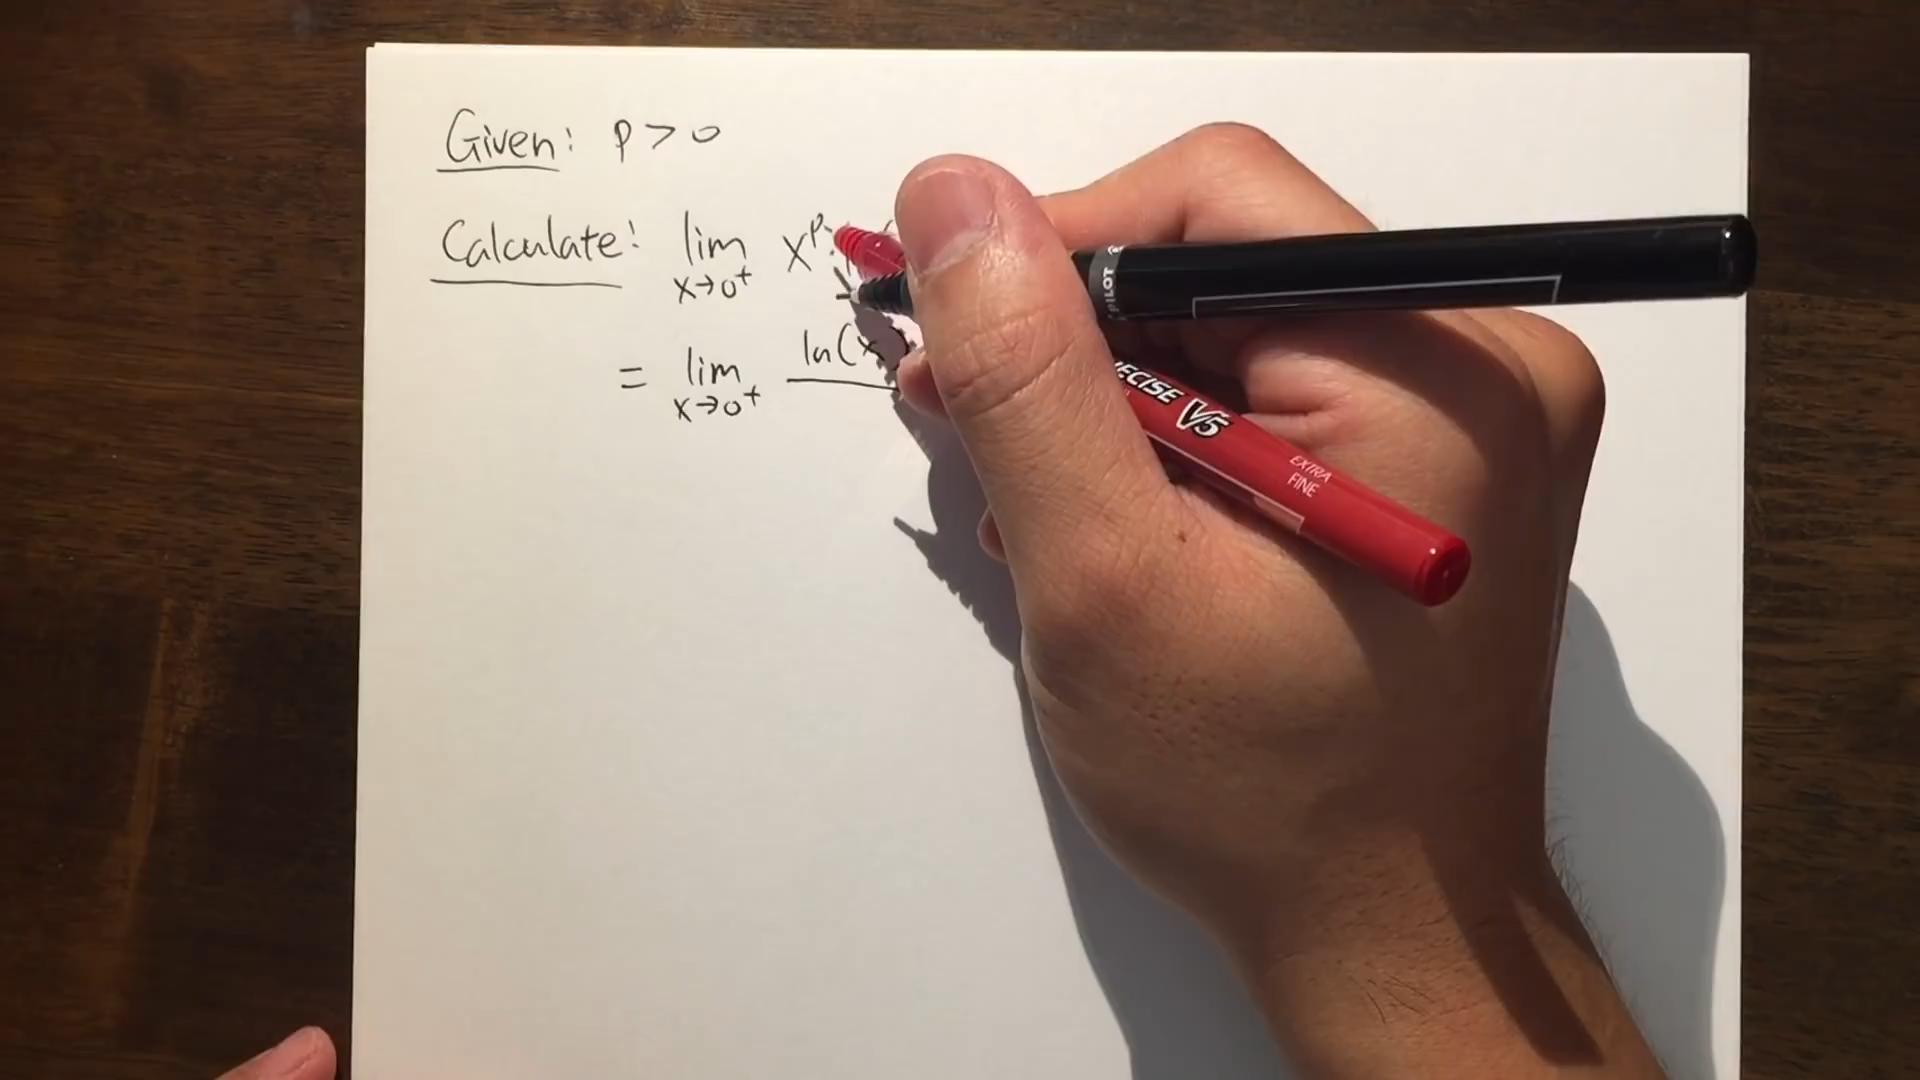 Given: p > 0
Calculate: lim x^p
x→0⁺
= lim ln(x)
x→0⁺
PILOT
PRECISE V5
EXTRA
FINE